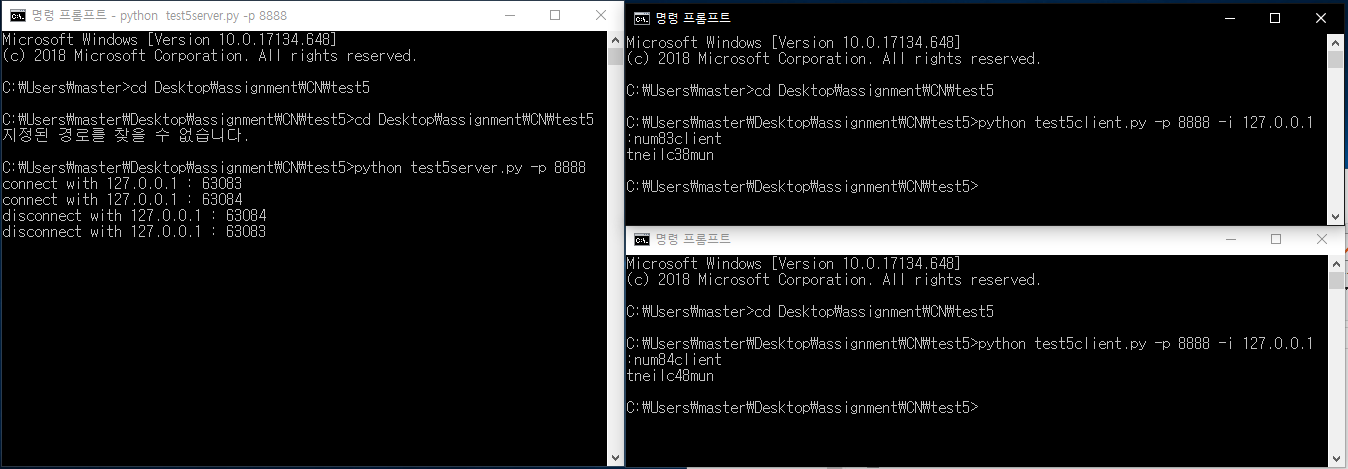 명령 프롬프트 - python  test5server.py -p 8888
Microsoft Windows [Version 10.0.17134.648]
(c) 2018 Microsoft Corporation. All rights reserved.
C:₩Users₩master>cd Desktop₩assignment₩CN₩test5
C:₩Users₩master₩Desktop₩assignment₩CN₩test5>cd Desktop₩assignment₩CN₩test5
지정된 경로를 찾을 수 없습니다.
C:₩Users₩master₩Desktop₩assignment₩CN₩test5>python test5server.py -p 8888
connect with 127.0.0.1 : 63083
connect with 127.0.0.1 : 63084
disconnect with 127.0.0.1 : 63084
disconnect with 127.0.0.1 : 63083
명령 프롬프트
Microsoft Windows [Version 10.0.17134.648]
(c) 2018 Microsoft Corporation. All rights reserved.
C:₩Users₩master>cd Desktop₩assignment₩CN₩test5
C:₩Users₩master₩Desktop₩assignment₩CN₩test5>python test5client.py -p 8888 -i 127.0.0.1
:num83client
tneilc38mun
C:₩Users₩master₩Desktop₩assignment₩CN₩test5>
명령 프롬프트
Microsoft Windows [Version 10.0.17134.648]
(c) 2018 Microsoft Corporation. All rights reserved.
C:₩Users₩master>cd Desktop₩assignment₩CN₩test5
C:₩Users₩master₩Desktop₩assignment₩CN₩test5>python test5client.py -p 8888 -i 127.0.0.1
:num84client
tneilc48mun
C:₩Users₩master₩Desktop₩assignment₩CN₩test5>